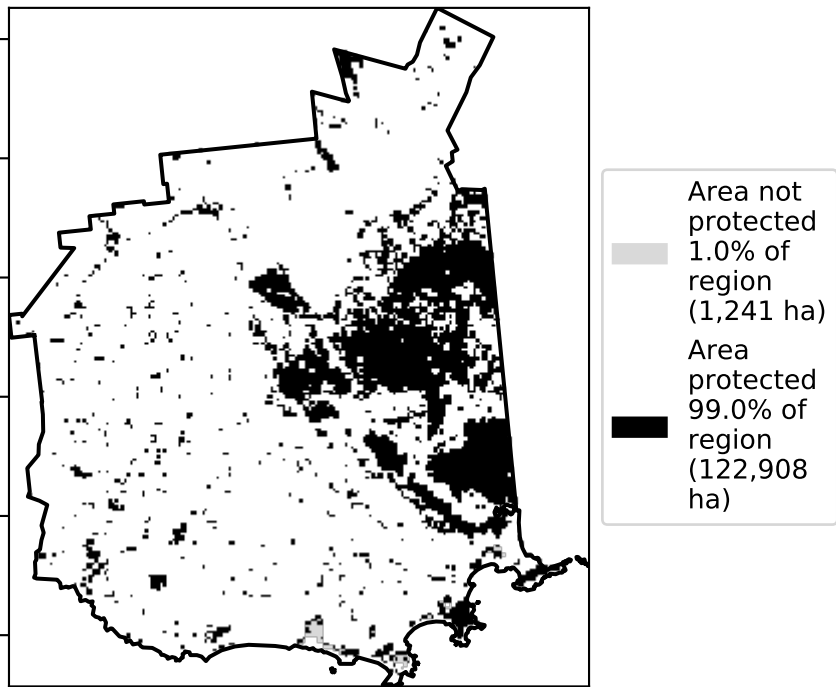 Area not
protected
1.0% of
region
(1,241 ha)
Area
protected
99.0% of
region
(122,908
ha)